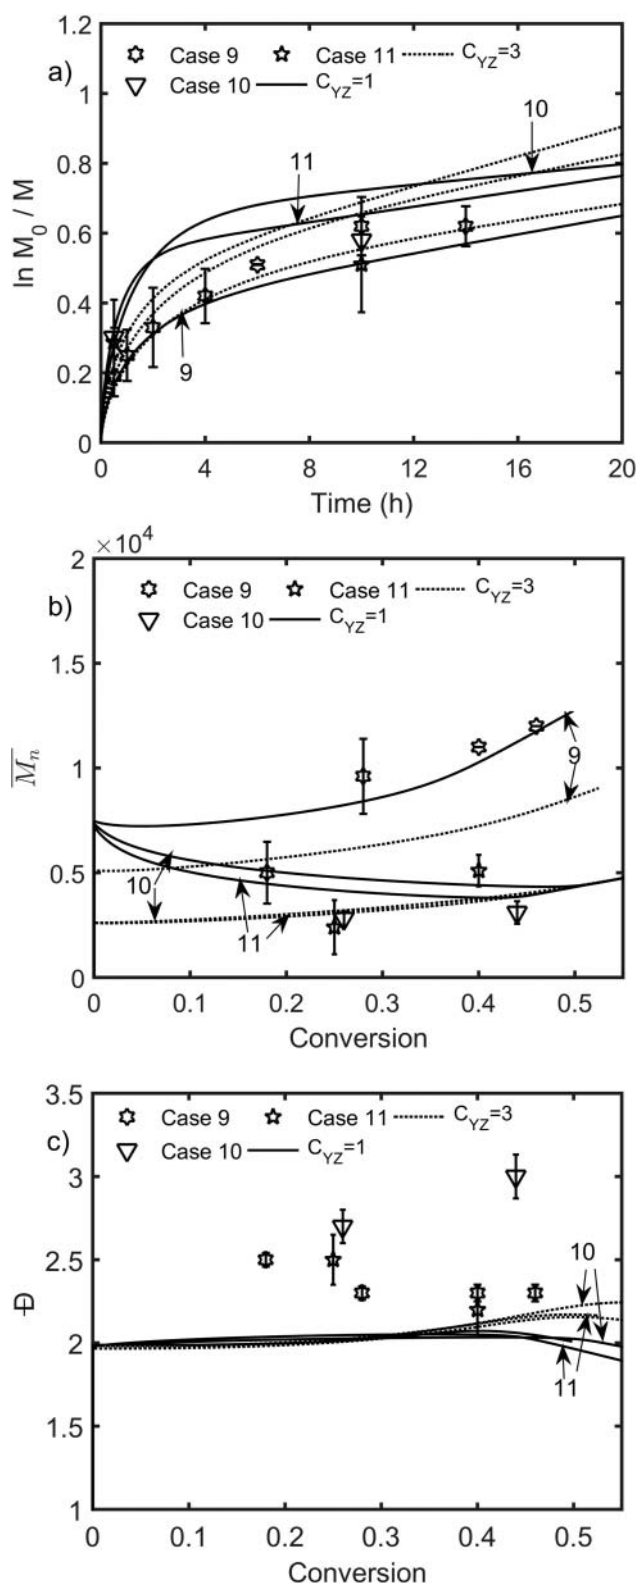 1.2
a)
Case 9
Case 11
C_YZ=3
Case 10
C_YZ=1
1
10
0.8
11
ln M_0 / M
0.6
0.4
9
0.2
0
0 4 8 12 16 20
Time (h)
×10^4
2
b)
Case 9
Case 11
C_YZ=3
Case 10
C_YZ=1
1.5
9
\overline{M_n}
1
10
0.5
11
0
0 0.1 0.2 0.3 0.4 0.5
Conversion
3.5
c)
Case 9
Case 11
C_YZ=3
Case 10
C_YZ=1
3
10
2.5
Đ
2
11
1.5
1
0 0.1 0.2 0.3 0.4 0.5
Conversion